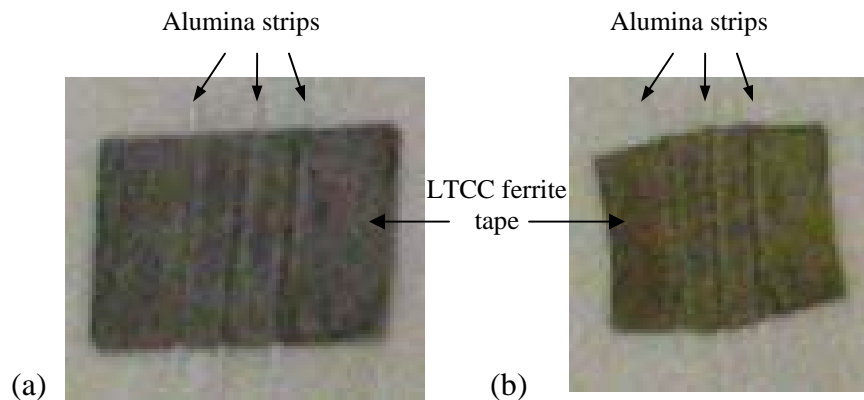 Alumina strips
Alumina strips
LTCC ferrite
tape
(a)
(b)